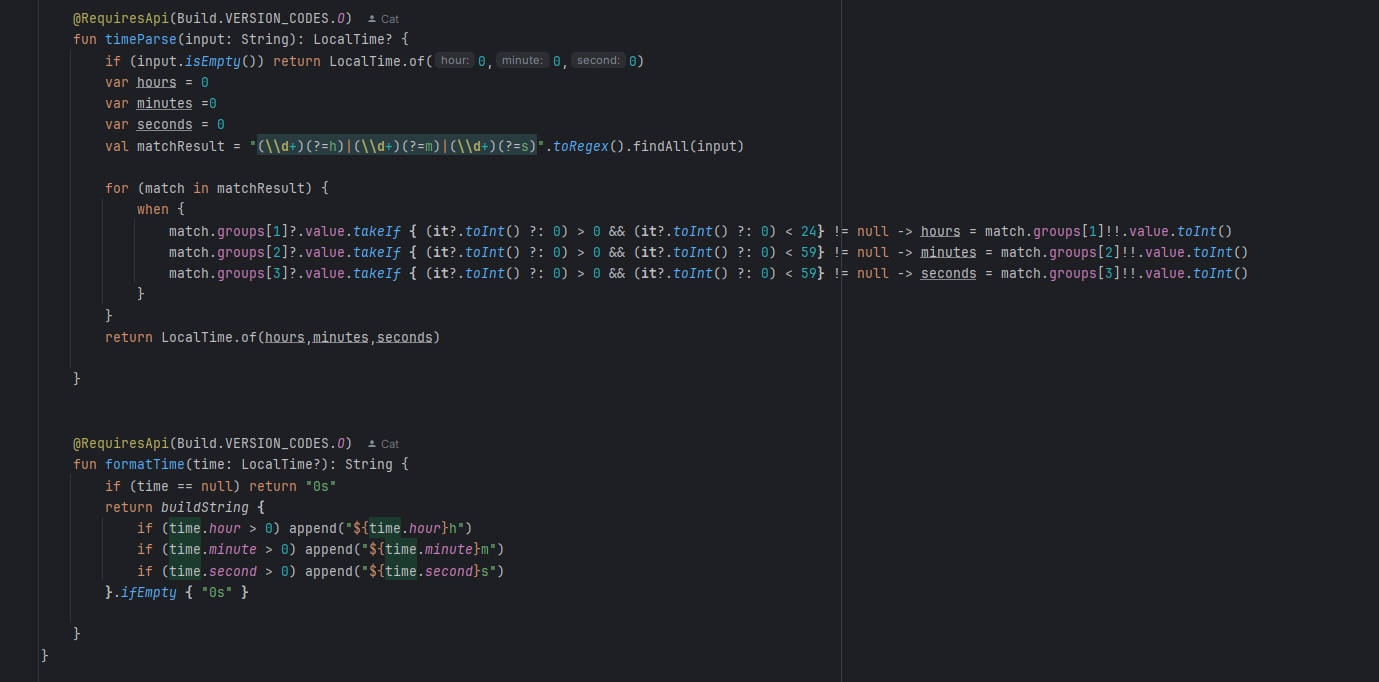 @RequiresApi(Build.VERSION_CODES.O) Cat
fun timeParse(input: String): LocalTime? {
if (input.isEmpty()) return LocalTime.of( hour: 0, minute: 0, second: 0)
var hours = 0
var minutes =0
var seconds = 0
val matchResult = "(\\d+)(?=h)|(\\d+)(?=m)|(\\d+)(?=s)".toRegex().findAll(input)
for (match in matchResult) {
when {
match.groups[1]?.value.takeIf { (it?.toInt() ?: 0) > 0 && (it?.toInt() ?: 0) < 24} != null -> hours = match.groups[1]!!.value.toInt()
match.groups[2]?.value.takeIf { (it?.toInt() ?: 0) > 0 && (it?.toInt() ?: 0) < 59} != null -> minutes = match.groups[2]!!.value.toInt()
match.groups[3]?.value.takeIf { (it?.toInt() ?: 0) > 0 && (it?.toInt() ?: 0) < 59} != null -> seconds = match.groups[3]!!.value.toInt()
}
}
return LocalTime.of(hours,minutes,seconds)
}
@RequiresApi(Build.VERSION_CODES.O) Cat
fun formatTime(time: LocalTime?): String {
if (time == null) return "0s"
return buildString {
if (time.hour > 0) append("${time.hour}h")
if (time.minute > 0) append("${time.minute}m")
if (time.second > 0) append("${time.second}s")
}.ifEmpty { "0s" }
}
}